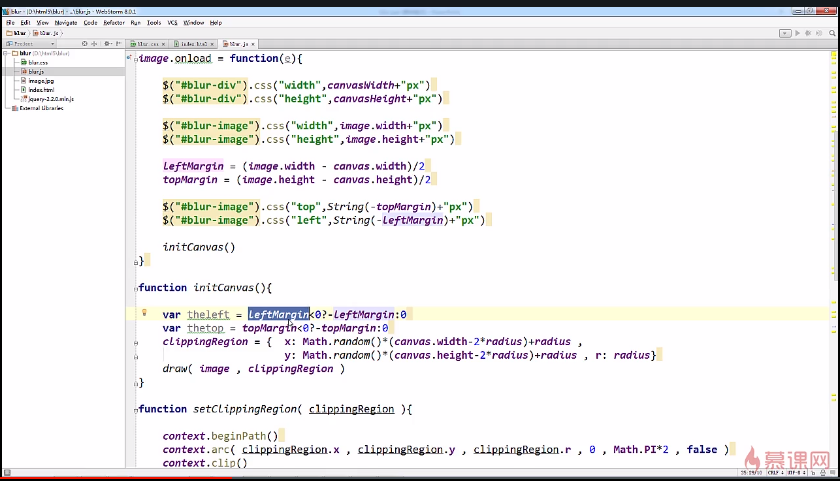 blur - [D:\html5\blur] - ...\blur.js - WebStorm 8.0.1
File Edit View Navigate Code Refactor Run Tools VCS Window Help
blur blur.js
blur.css index.html blur.js
blur (D:\html5\blur)
blur.css
blur.js
image.jpg
index.html
jquery-2.2.0.min.js
External Libraries
image.onload = function(e){
$("#blur-div").css("width",canvasWidth+"px")
$("#blur-div").css("height",canvasHeight+"px")
$("#blur-image").css("width",image.width+"px")
$("#blur-image").css("height",image.height+"px")
leftMargin = (image.width - canvas.width)/2
topMargin = (image.height - canvas.height)/2
$("#blur-image").css("top",String(-topMargin)+"px")
$("#blur-image").css("left",String(-leftMargin)+"px")
initCanvas()
}
function initCanvas(){
var theleft = leftMargin<0?-leftMargin:0
var thetop = topMargin<0?-topMargin:0
clippingRegion = { x: Math.random()*(canvas.width-2*radius)+radius ,
y: Math.random()*(canvas.height-2*radius)+radius , r: radius}
draw( image , clippingRegion )
}
function setClippingRegion( clippingRegion ){
context.beginPath()
context.arc( clippingRegion.x , clippingRegion.y , clippingRegion.r , 0 , Math.PI*2 , false )
context.clip()
慕课网